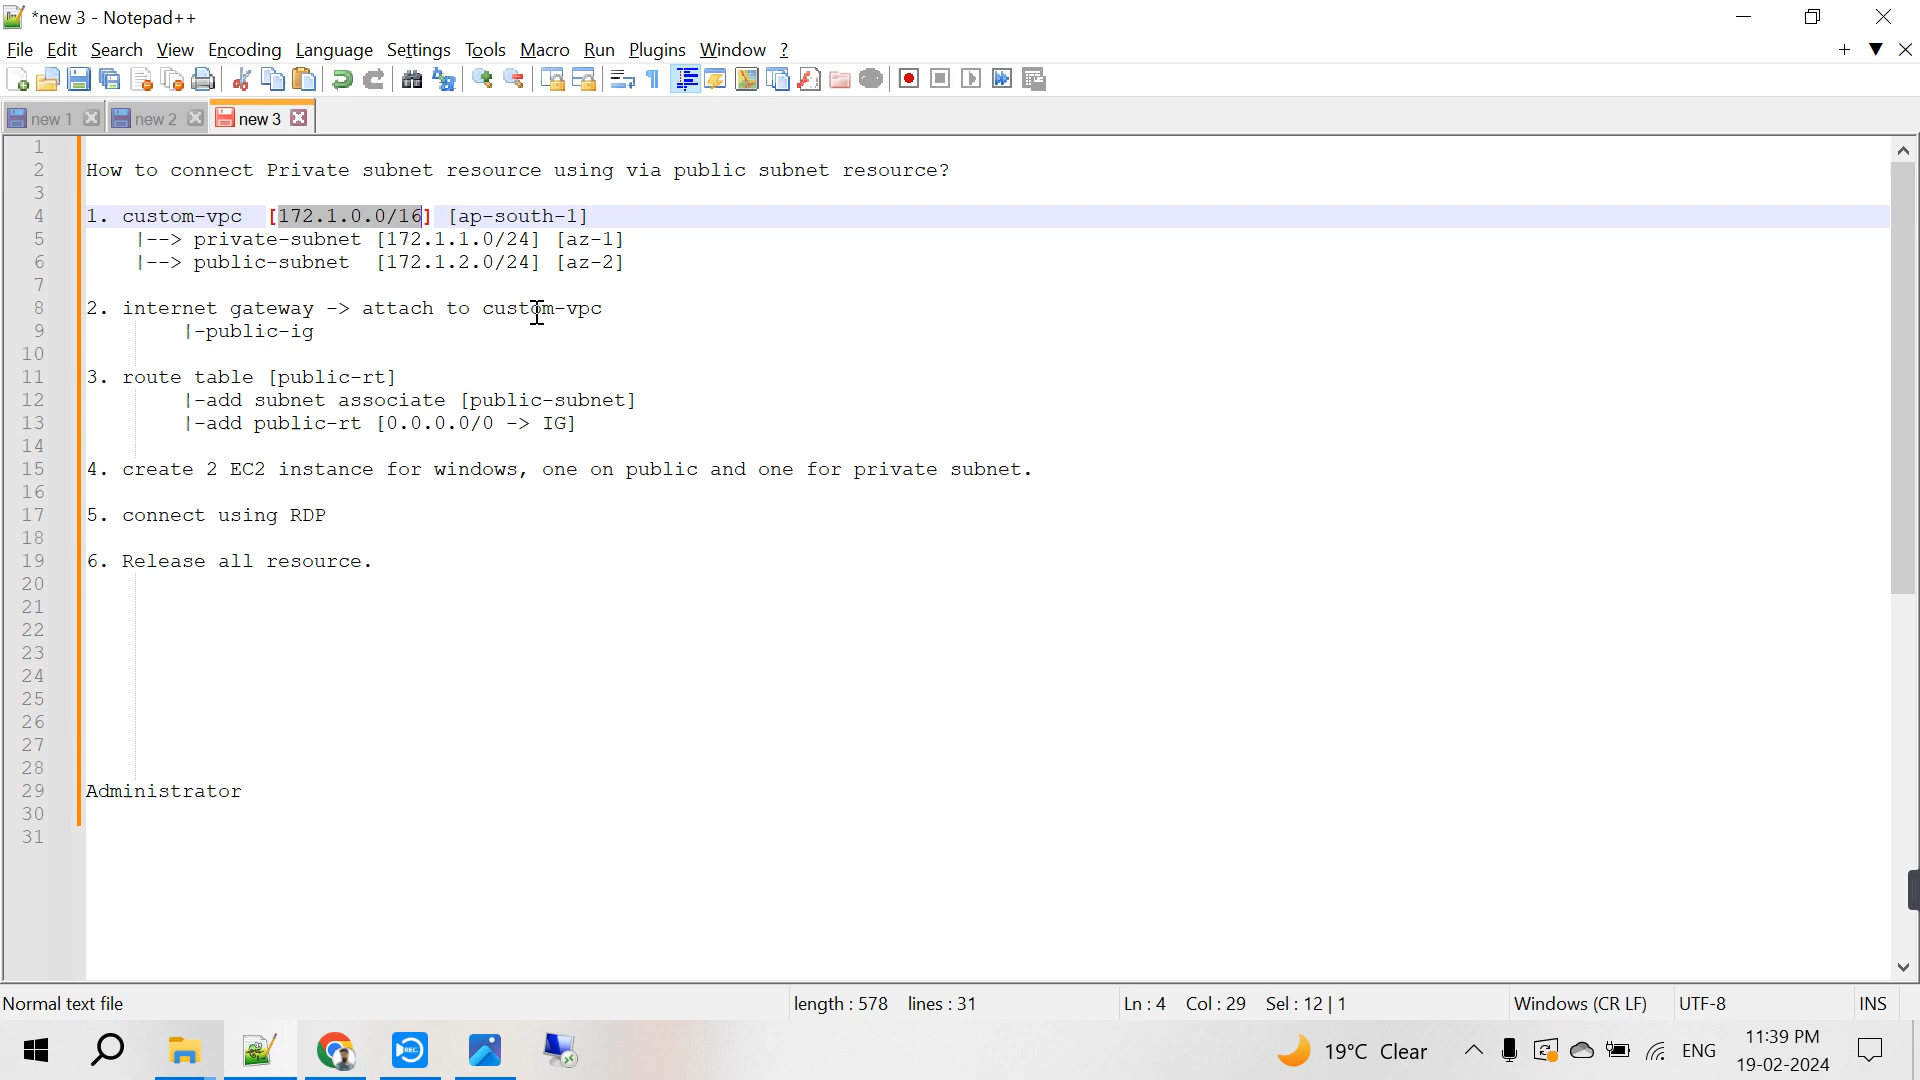 *new 3 - Notepad++
File Edit Search View Encoding Language Settings Tools Macro Run Plugins Window ?
new 1 new 2 new 3
1
2 How to connect Private subnet resource using via public subnet resource?
3
4 1. custom-vpc [172.1.0.0/16] [ap-south-1]
5 |--> private-subnet [172.1.1.0/24] [az-1]
6 |--> public-subnet [172.1.2.0/24] [az-2]
7
8 2. internet gateway -> attach to custom-vpc
9 |-public-ig
10
11 3. route table [public-rt]
12 |-add subnet associate [public-subnet]
13 |-add public-rt [0.0.0.0/0 -> IG]
14
15 4. create 2 EC2 instance for windows, one on public and one for private subnet.
16
17 5. connect using RDP
18
19 6. Release all resource.
20
21
22
23
24
25
26
27
28
29 Administrator
30
31
Normal text file length : 578 lines : 31 Ln : 4 Col : 29 Sel : 12 | 1 Windows (CR LF) UTF-8 INS
REC
19°C Clear ENG 11:39 PM
19-02-2024